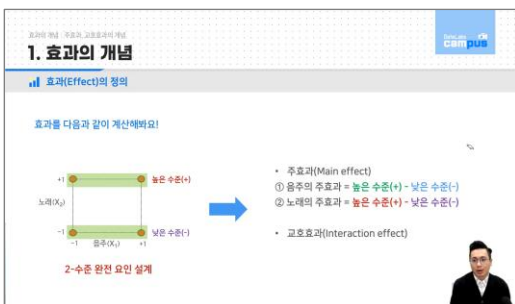 효과의 개념 주효과, 교호효과의 개념
1. 효과의 개념
campus
효과(Effect)의 정의
효과를 다음과 같이 계산해봐요!
+1 높은 수준(+)
노래(X₂)
-1 낮은 수준(-)
-1 음주(X₁) +1
2-수준 완전 요인 설계
• 주효과(Main effect)
① 음주의 주효과 = 높은 수준(+) - 낮은 수준(-)
② 노래의 주효과 = 높은 수준(+) - 낮은 수준(-)
• 교호효과(Interaction effect)